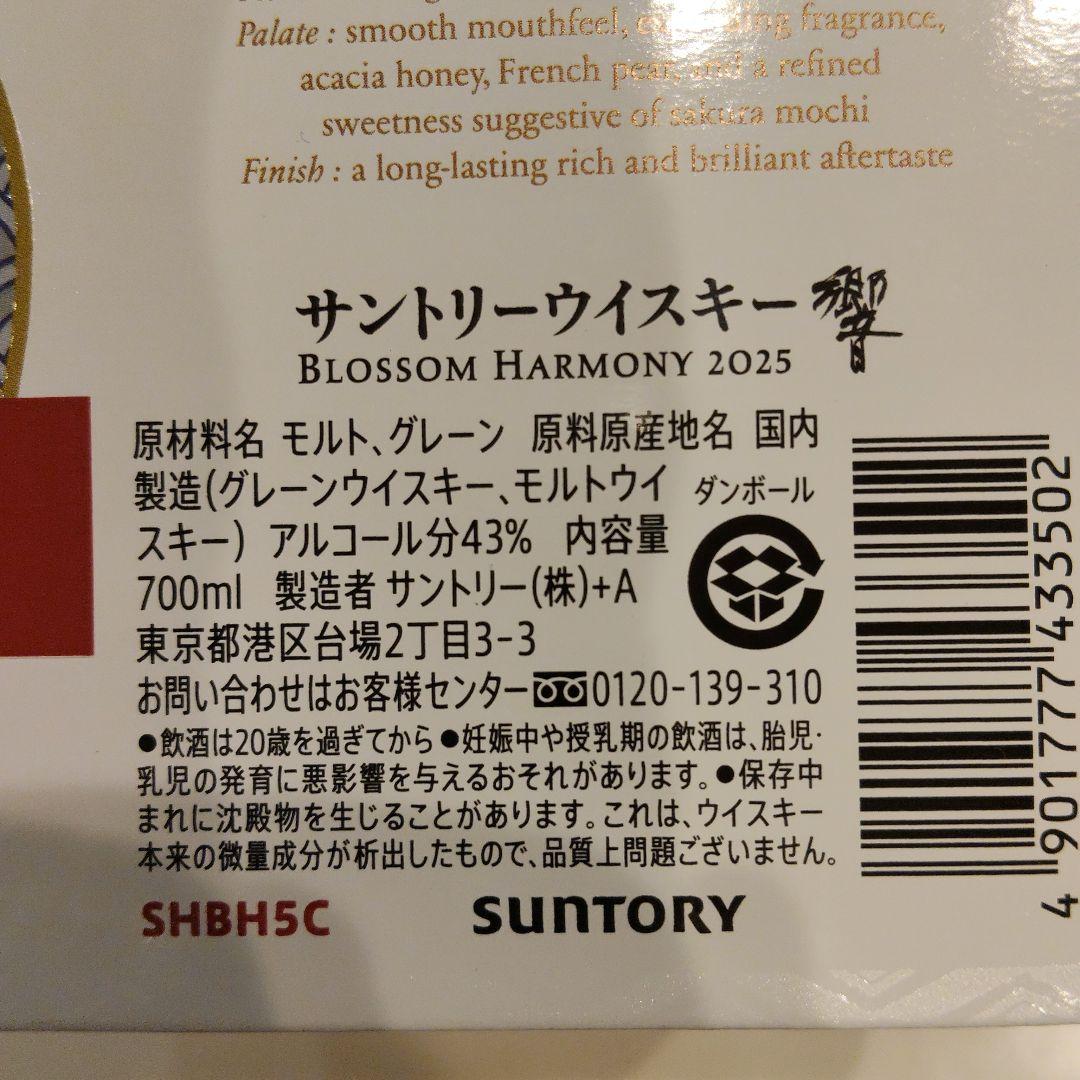 Palate : smooth mouthfeel, expanding fragrance,
acacia honey, French pear, and a refined
sweetness suggestive of sakura mochi
Finish : a long-lasting rich and brilliant aftertaste
サントリーウイスキー響
BLOSSOM HARMONY 2025
原材料名 モルト、グレーン 原料原産地名 国内
製造(グレーンウイスキー、モルトウイ
スキー) アルコール分43% 内容量
700ml 製造者 サントリー(株)+A
東京都港区台場2丁目3-3
お問い合わせはお客様センター 0120-139-310
●飲酒は20歳を過ぎてから●妊娠中や授乳期の飲酒は、胎児・
乳児の発育に悪影響を与えるおそれがあります。●保存中
まれに沈殿物を生じることがあります。これは、ウイスキー
本来の微量成分が析出したもので、品質上問題ございません。
ダンボール
SHBH5C
SUNTORY
4 901777 433502